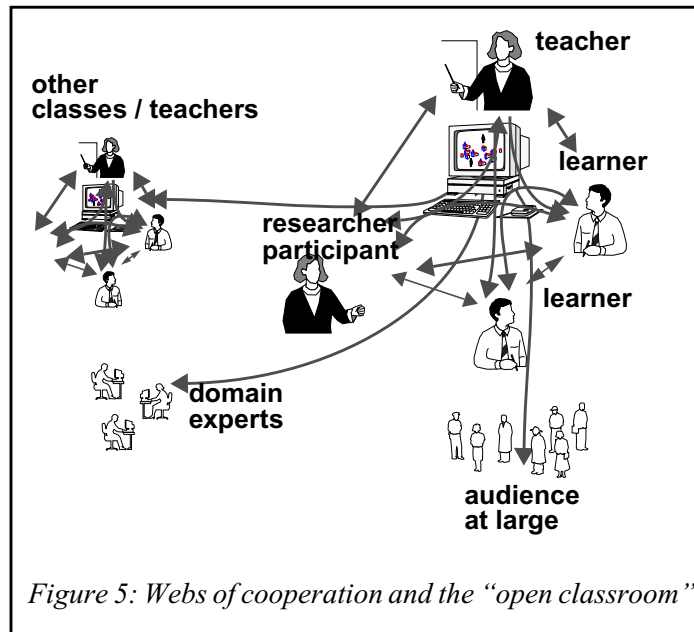 teacher
other
classes / teachers
learner
researcher
participant
learner
domain
experts
audience
at large
Figure 5: Webs of cooperation and the “open classroom”